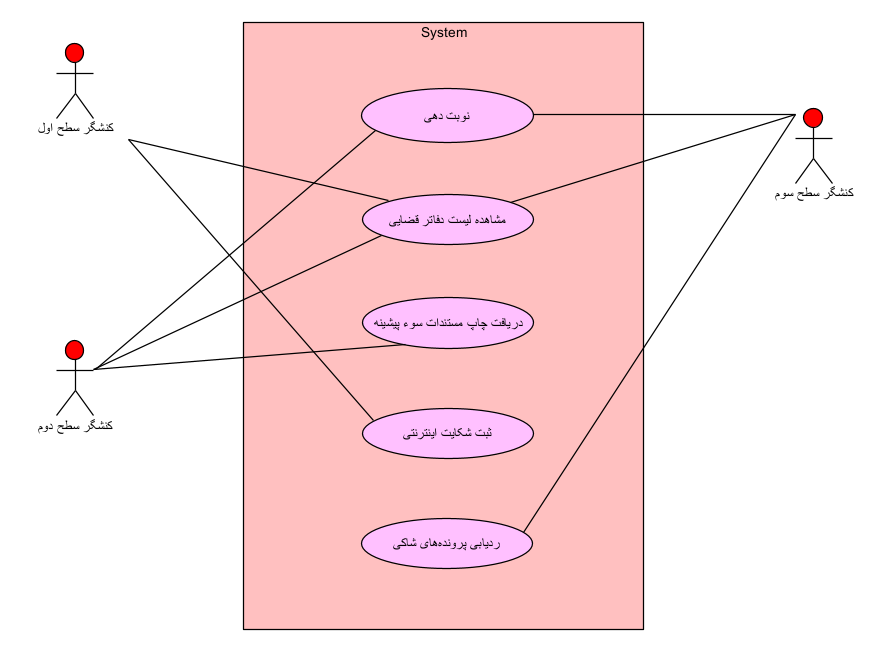 System
کنشگر سطح اول
نوبت دهی
کنشگر سطح سوم
مشاهده لیست دفاتر قضایی
دریافت چاپ مستندات سوء پیشینه
کنشگر سطح دوم
ثبت شکایت اینترنتی
ردیابی پرونده‌های شاکی